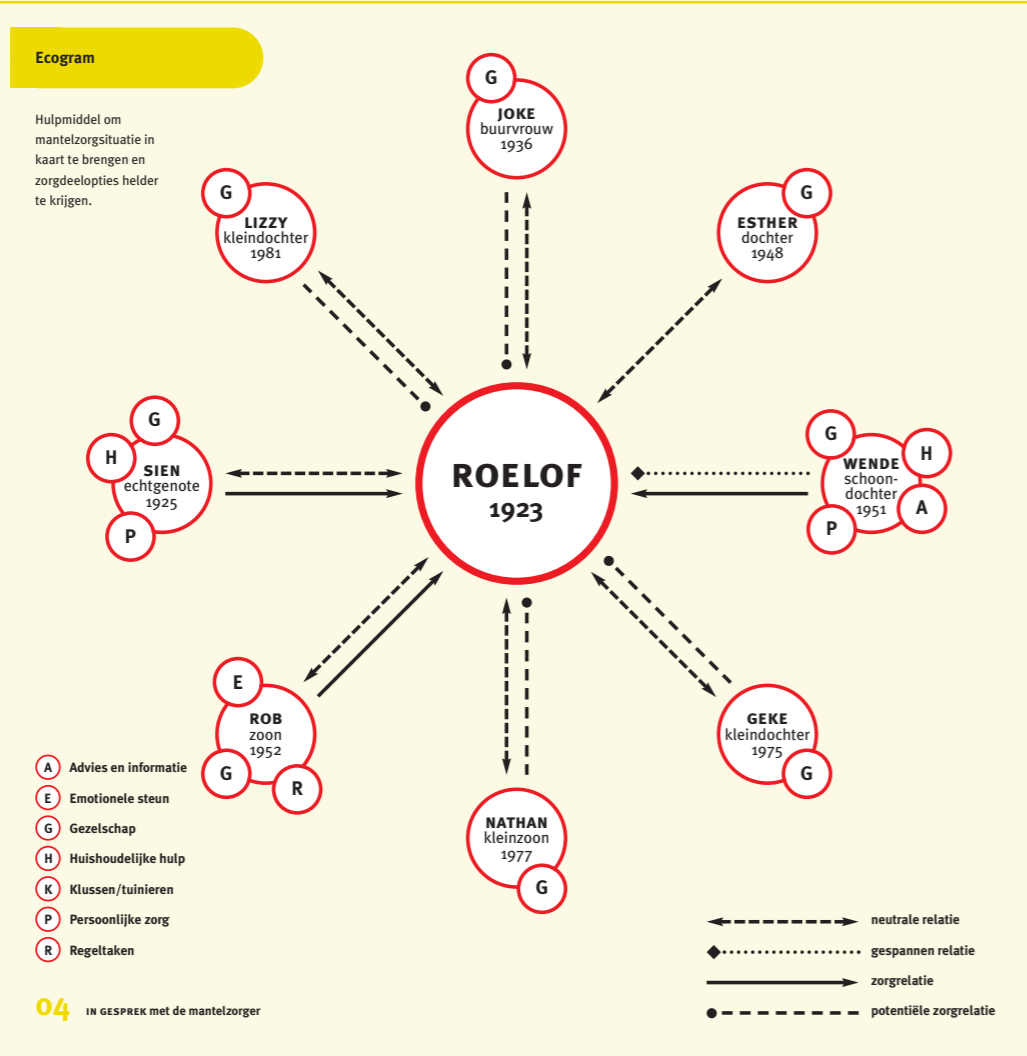 Ecogram
Hulpmiddel om
mantelzorgsituatie in
kaart te brengen en
zorgdeelopties helder
te krijgen.
G
JOKE
buurvrouw
1936
G
LIZZY
kleindochter
1981
G
ESTHER
dochter
1948
G
H
SIEN
echtgenote
1925
P
ROELOF
1923
G
H
WENDE
schoon-
dochter
1951
A
P
E
ROB
zoon
1952
G
R
NATHAN
kleinzoon
1977
G
GEKE
kleindochter
1975
G
A Advies en informatie
E Emotionele steun
G Gezelschap
H Huishoudelijke hulp
K Klussen/tuinieren
P Persoonlijke zorg
R Regeltaken
neutrale relatie
gespannen relatie
zorgrelatie
potentiële zorgrelatie
04 IN GESPREK met de mantelzorger